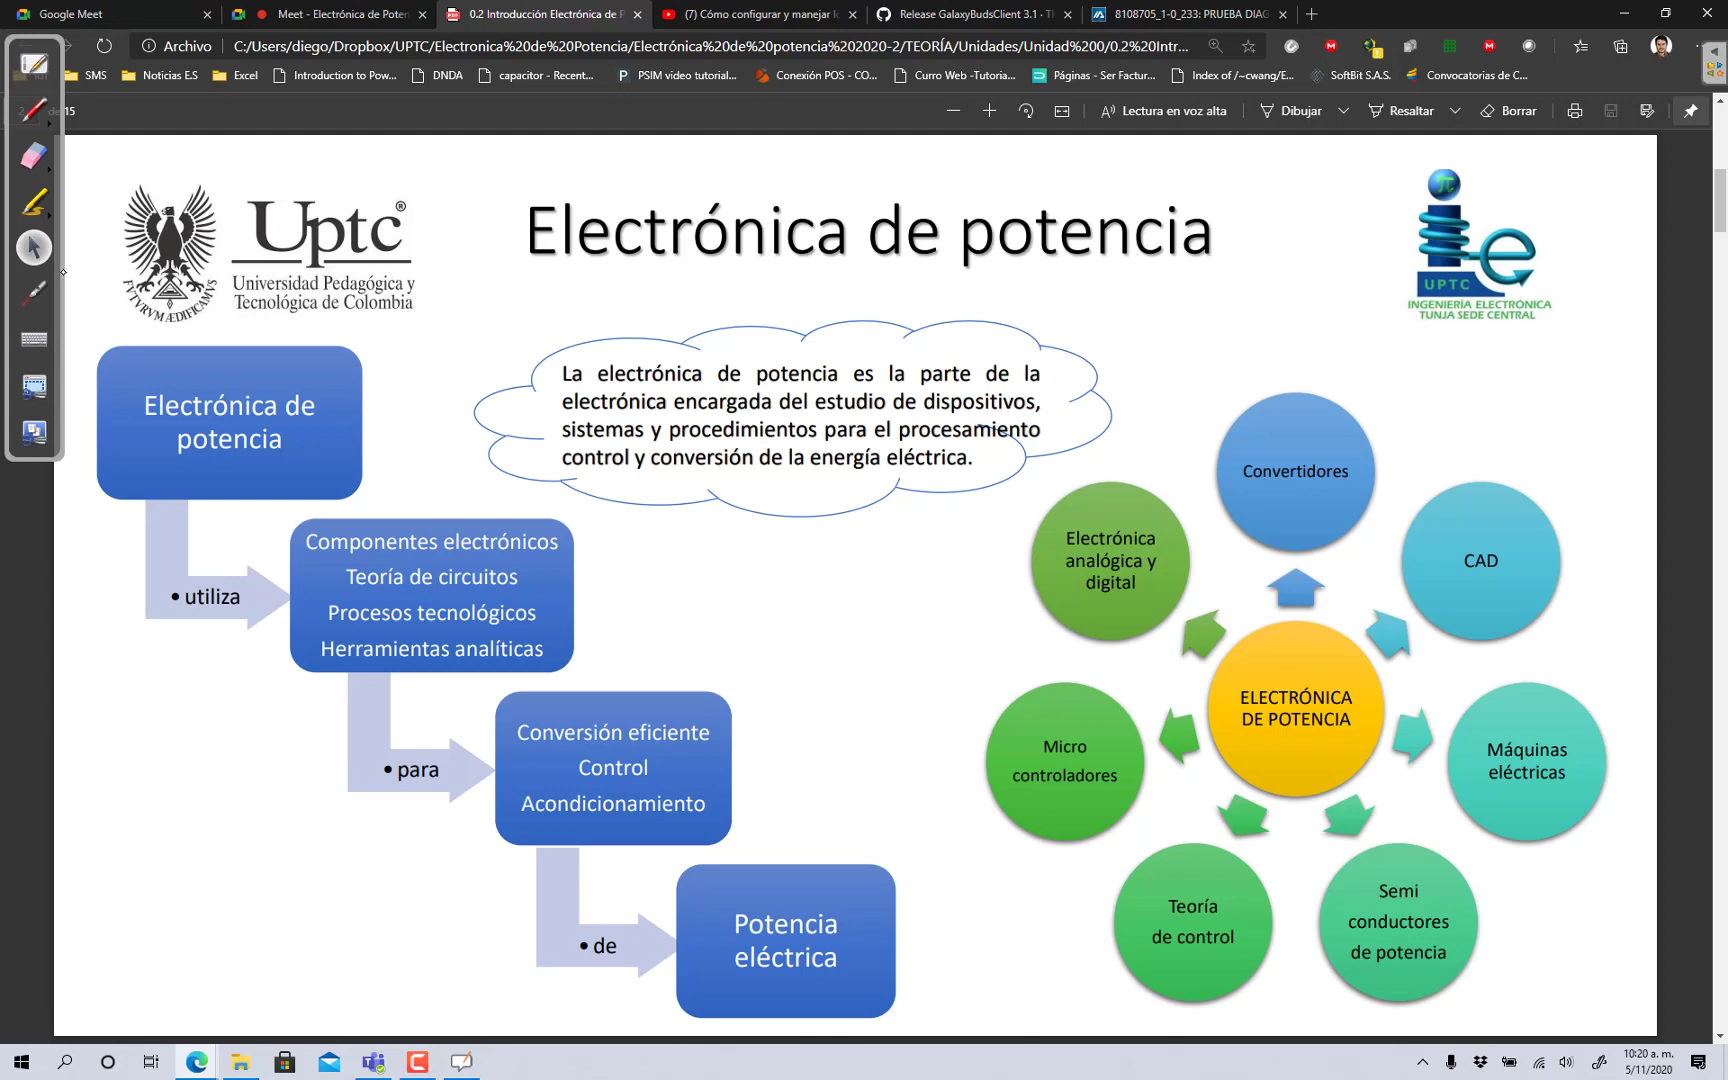 Google Meet
Meet - Electrónica de Poten
0.2 Introducción Electrónica de P
(7) Cómo configurar y manejar l
Release GalaxyBudsClient 3.1 · Th
8108705_1-0_233: PRUEBA DIAG
Archivo
C:/Users/diego/Dropbox/UPTC/Electronica%20de%20Potencia/Electrónica%20de%20potencia%202020-2/TEORÍA/Unidades/Unidad%200/0.2%20Intr...
SMS
Noticias E.S
Excel
Introduction to Pow...
DNDA
capacitor - Recent...
PSIM video tutorial...
Conexión POS - CO...
Curro Web -Tutoria...
Páginas - Ser Factur...
Index of /~cwang/E...
SoftBit S.A.S.
Convocatorias de C...
2
de 15
Lectura en voz alta
Dibujar
Resaltar
Borrar
Uptc®
Universidad Pedagógica y
Tecnológica de Colombia
FVTVRVM ÆDIFICAMVS
Electrónica de potencia
π
UPTC
INGENIERÍA ELECTRÓNICA
TUNJA SEDE CENTRAL
La electrónica de potencia es la parte de la
electrónica encargada del estudio de dispositivos,
sistemas y procedimientos para el procesamiento
control y conversión de la energía eléctrica.
Electrónica de
potencia
• utiliza
Componentes electrónicos
Teoría de circuitos
Procesos tecnológicos
Herramientas analíticas
• para
Conversión eficiente
Control
Acondicionamiento
• de
Potencia
eléctrica
Convertidores
CAD
Máquinas
eléctricas
Semi
conductores
de potencia
Teoría
de control
Micro
controladores
Electrónica
analógica y
digital
ELECTRÓNICA
DE POTENCIA
10:20 a. m.
5/11/2020